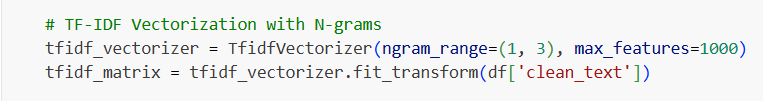 # TF-IDF Vectorization with N-grams
tfidf_vectorizer = TfidfVectorizer(ngram_range=(1, 3), max_features=1000)
tfidf_matrix = tfidf_vectorizer.fit_transform(df['clean_text'])